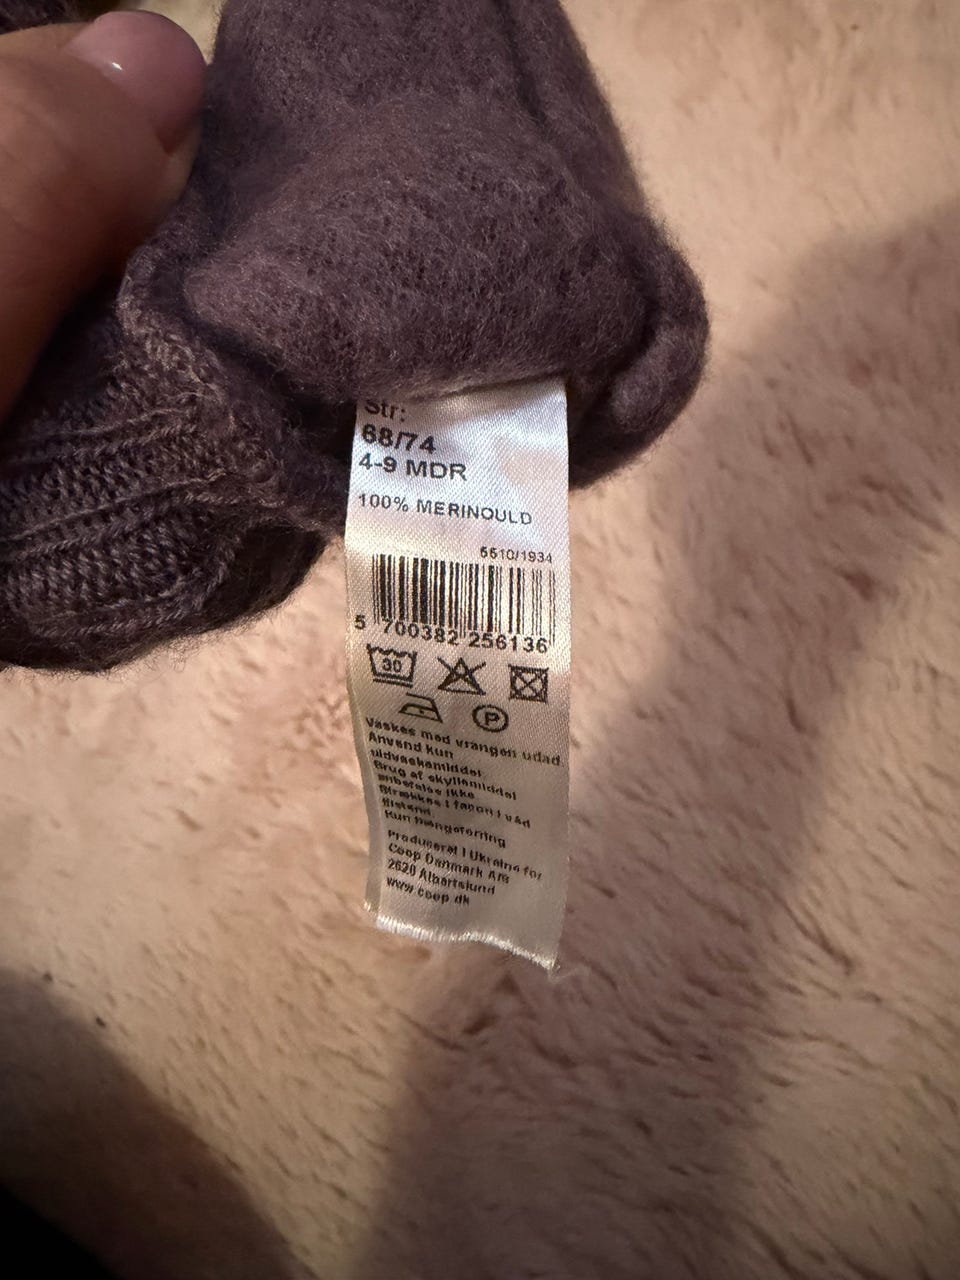 Str:
68/74
4-9 MDR
100% MERINOULD
5510/1934
5 700382 256136
30
P
Vaskes med vrangen udad
Anvend kun
uldvaskemiddel
Brug af skyllemiddel
anbefales ikke
Strækkes i facon i våd
tilstand
Kun hængetørring
Produceret i Ukraine for
Coop Danmark A/S
2620 Albertslund
www.coop.dk